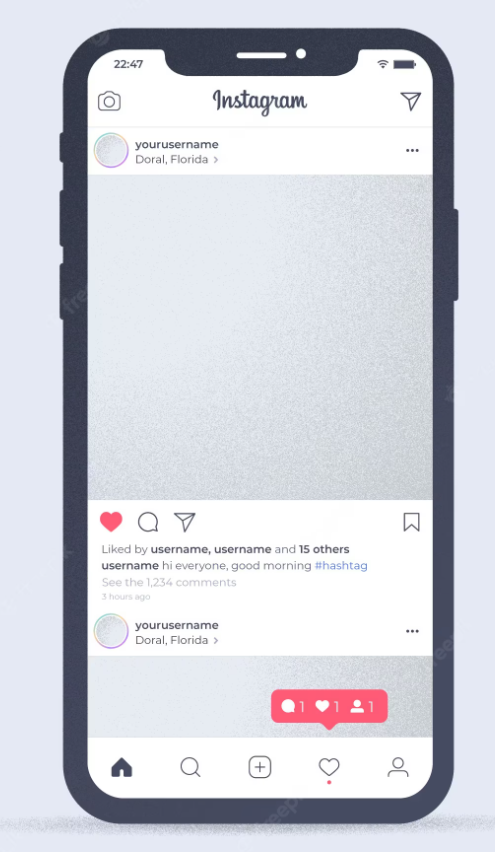 22:47
Instagram
yourusername
Doral, Florida >
Liked by username, username and 15 others
username hi everyone, good morning #hashtag
See the 1,234 comments
3 hours ago
yourusername
Doral, Florida >
1 1 1